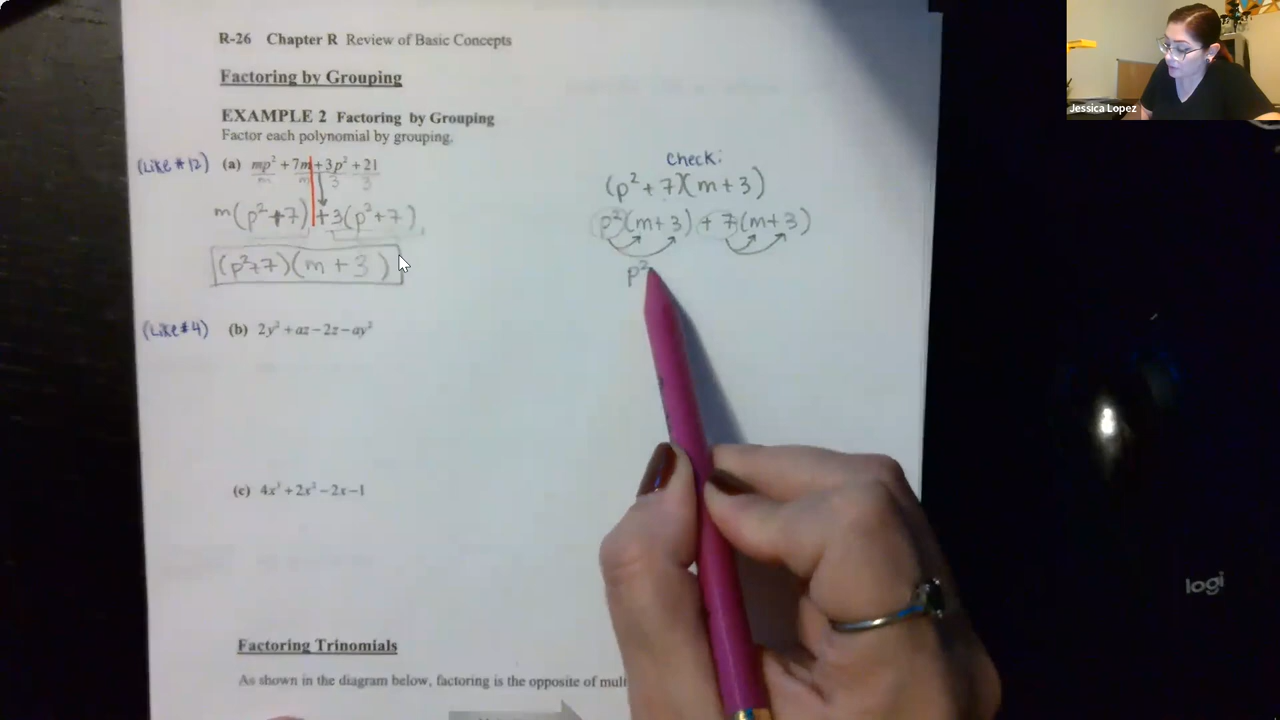 R-26 Chapter R Review of Basic Concepts
Factoring by Grouping
EXAMPLE 2 Factoring by Grouping
Factor each polynomial by grouping.
(Like #12) (a) mp² + 7m + 3p² + 21
m m 3 3
m(p² + 7) + 3(p² + 7)
(p²+7)(m + 3)
(Like #4) (b) 2y² + az − 2z − ay²
(c) 4x³ + 2x² − 2x − 1
Factoring Trinomials
As shown in the diagram below, factoring is the opposite of mult
check:
(p² + 7)(m + 3)
p²(m + 3) + 7(m + 3)
p²
Jessica Lopez
logi